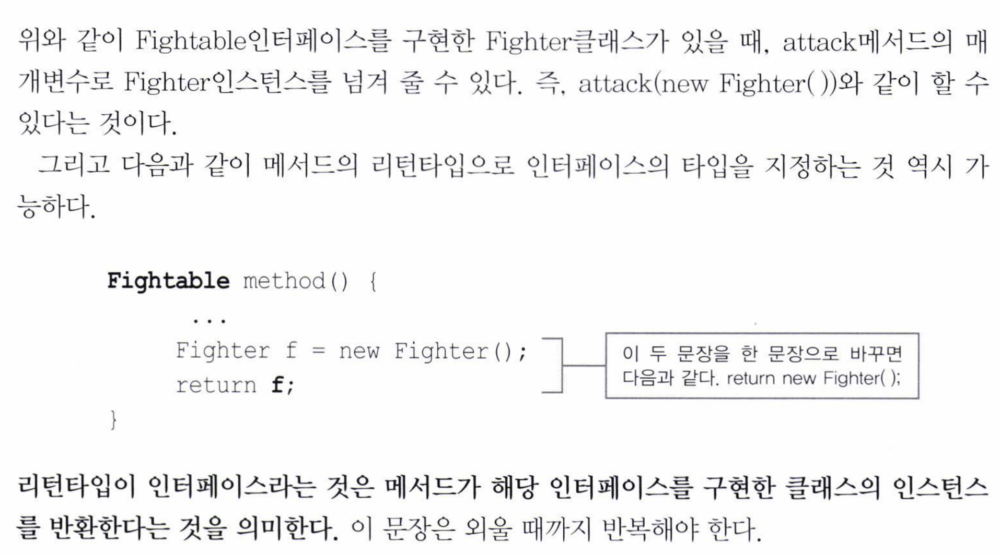 위와 같이 Fightable인터페이스를 구현한 Fighter클래스가 있을 때, attack메서드의 매
개변수로 Fighter인스턴스를 넘겨 줄 수 있다. 즉, attack(new Fighter( ))와 같이 할 수
있다는 것이다.
그리고 다음과 같이 메서드의 리턴타입으로 인터페이스의 타입을 지정하는 것 역시 가
능하다.
Fightable method() {
...
Fighter f = new Fighter();
return f;
}
이 두 문장을 한 문장으로 바꾸면
다음과 같다. return new Fighter( );
리턴타입이 인터페이스라는 것은 메서드가 해당 인터페이스를 구현한 클래스의 인스턴스
를 반환한다는 것을 의미한다. 이 문장은 외울 때까지 반복해야 한다.